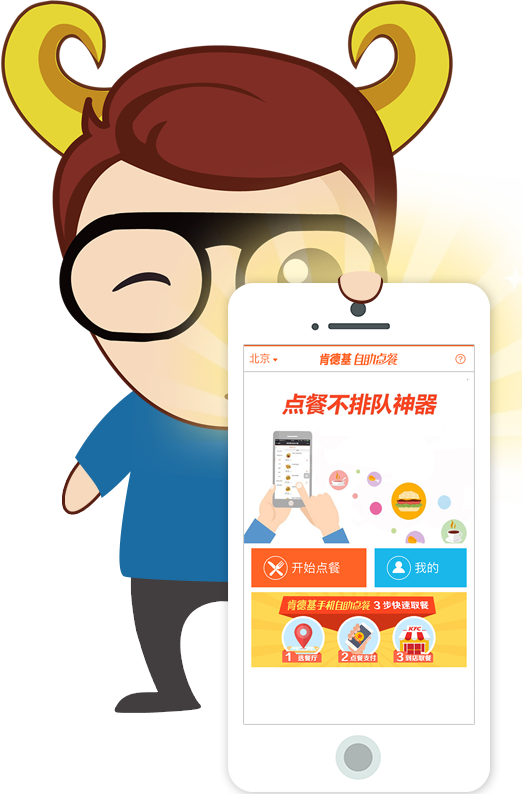 北京
肯德基 自助点餐
?
点餐不排队神器
开始点餐
我的
肯德基手机自助点餐 3 步快速取餐
KFC
1 选餐厅
2 点餐支付
3 到店取餐